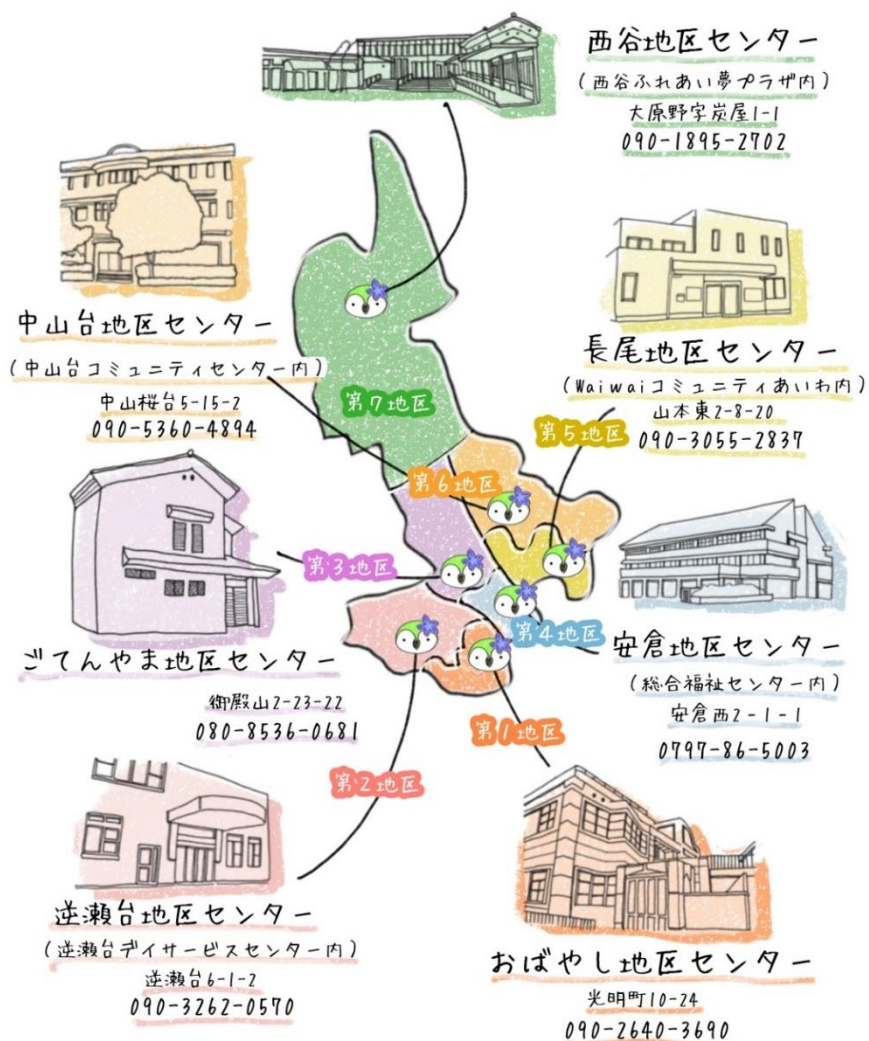 西谷地区センター
(西谷ふれあい夢プラザ内)
大原野字炭屋1-1
090-1895-2702
中山台地区センター
(中山台コミュニティセンター内)
中山桜台5-15-2
090-5360-4894
長尾地区センター
(Waiwaiコミュニティあいわ内)
山本東2-8-20
090-3055-2837
第7地区
第5地区
第6地区
第3地区
第4地区
ごてんやま地区センター
御殿山2-23-22
080-8536-0681
安倉地区センター
(総合福祉センター内)
安倉西2-1-1
0797-86-5003
第1地区
第2地区
逆瀬台地区センター
(逆瀬台デイサービスセンター内)
逆瀬台6-1-2
090-3262-0570
おばやし地区センター
光明町10-24
090-2640-3690